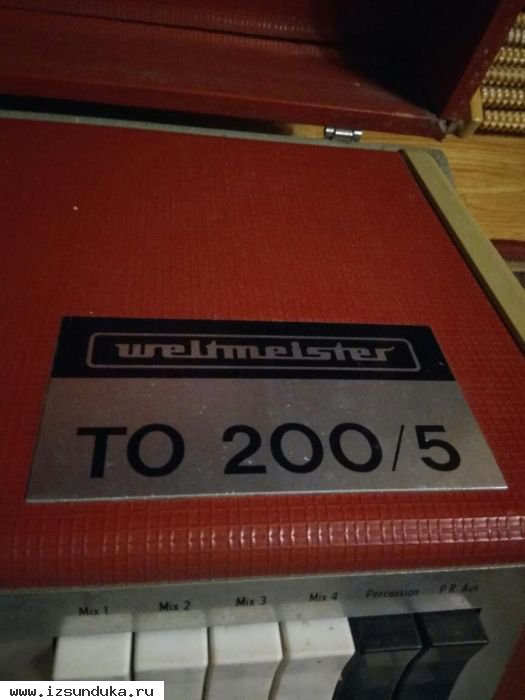 weltmeister
TO 200/5
Mix 1 Mix 2 Mix 3 Mix 4 Percussion P.R. Aus
www.izsunduka.ru